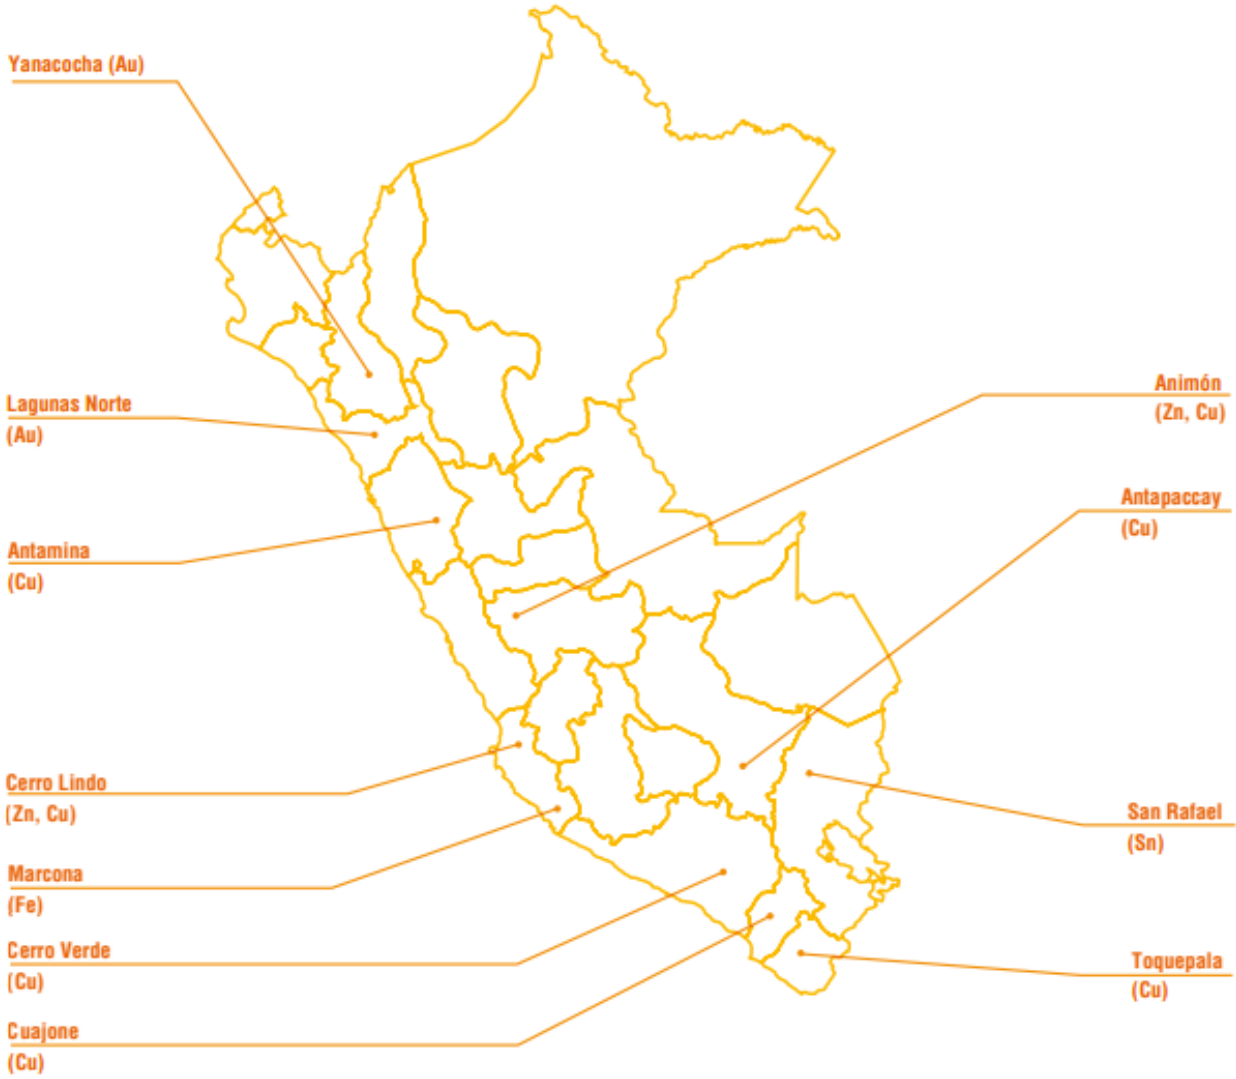 Yanacocha (Au)
Lagunas Norte
(Au)
Antamina
(Cu)
Cerro Lindo
(Zn, Cu)
Marcona
(Fe)
Cerro Verde
(Cu)
Cuajone
(Cu)
Animón
(Zn, Cu)
Antapaccay
(Cu)
San Rafael
(Sn)
Toquepala
(Cu)